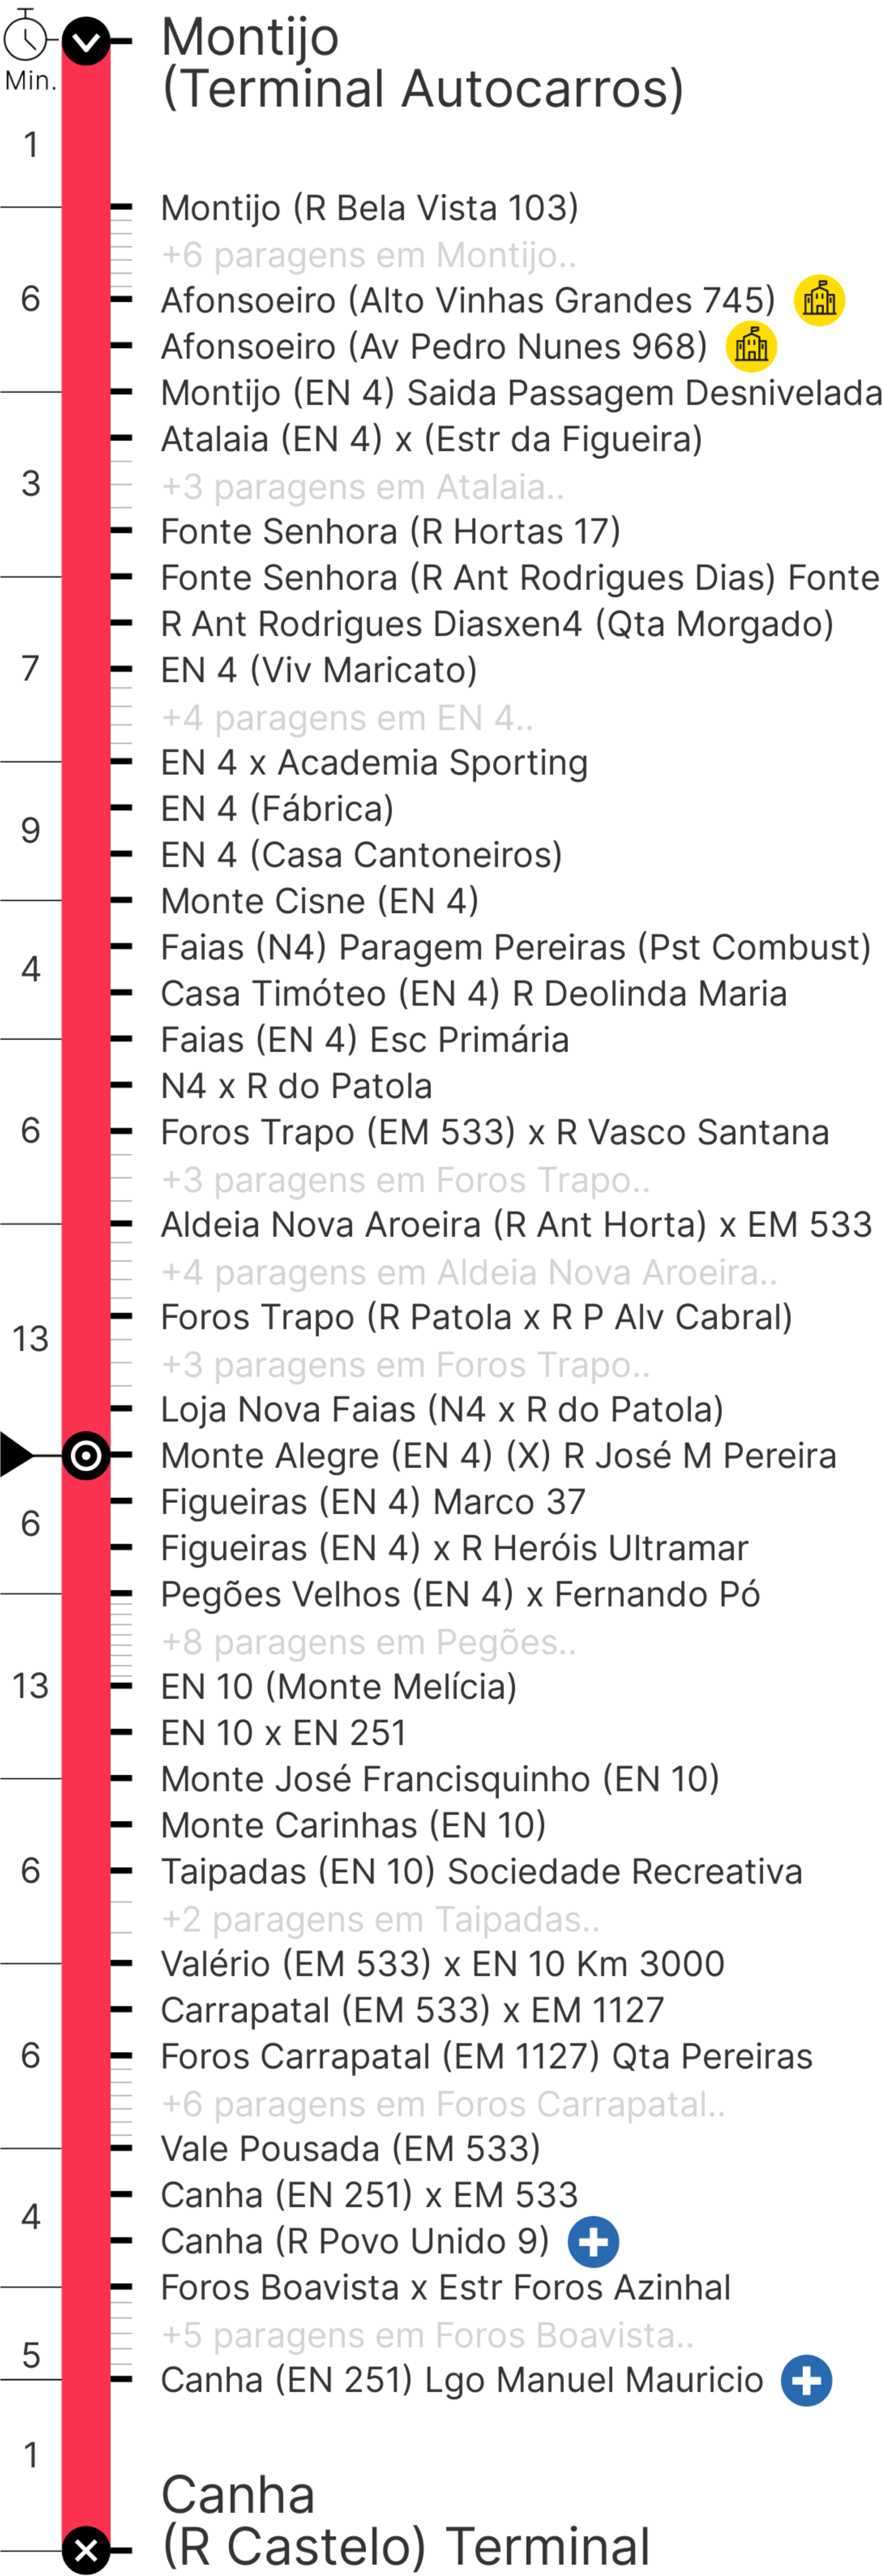 Montijo
(Terminal Autocarros)
Min.
1
Montijo (R Bela Vista 103)
+6 paragens em Montijo..
6
Afonsoeiro (Alto Vinhas Grandes 745)
Afonsoeiro (Av Pedro Nunes 968)
Montijo (EN 4) Saida Passagem Desnivelada
Atalaia (EN 4) x (Estr da Figueira)
3
+3 paragens em Atalaia..
Fonte Senhora (R Hortas 17)
Fonte Senhora (R Ant Rodrigues Dias) Fonte
R Ant Rodrigues Diasxen4 (Qta Morgado)
7
EN 4 (Viv Maricato)
+4 paragens em EN 4..
EN 4 x Academia Sporting
EN 4 (Fábrica)
9
EN 4 (Casa Cantoneiros)
Monte Cisne (EN 4)
Faias (N4) Paragem Pereiras (Pst Combust)
4
Casa Timóteo (EN 4) R Deolinda Maria
Faias (EN 4) Esc Primária
N4 x R do Patola
6
Foros Trapo (EM 533) x R Vasco Santana
+3 paragens em Foros Trapo..
Aldeia Nova Aroeira (R Ant Horta) x EM 533
+4 paragens em Aldeia Nova Aroeira..
Foros Trapo (R Patola x R P Alv Cabral)
13
+3 paragens em Foros Trapo..
Loja Nova Faias (N4 x R do Patola)
Monte Alegre (EN 4) (X) R José M Pereira
Figueiras (EN 4) Marco 37
6
Figueiras (EN 4) x R Heróis Ultramar
Pegões Velhos (EN 4) x Fernando Pó
+8 paragens em Pegões..
13
EN 10 (Monte Melícia)
EN 10 x EN 251
Monte José Francisquinho (EN 10)
Monte Carinhas (EN 10)
6
Taipadas (EN 10) Sociedade Recreativa
+2 paragens em Taipadas..
Valério (EM 533) x EN 10 Km 3000
Carrapatal (EM 533) x EM 1127
6
Foros Carrapatal (EM 1127) Qta Pereiras
+6 paragens em Foros Carrapatal..
Vale Pousada (EM 533)
Canha (EN 251) x EM 533
4
Canha (R Povo Unido 9)
Foros Boavista x Estr Foros Azinhal
+5 paragens em Foros Boavista..
5
Canha (EN 251) Lgo Manuel Mauricio
1
Canha
(R Castelo) Terminal